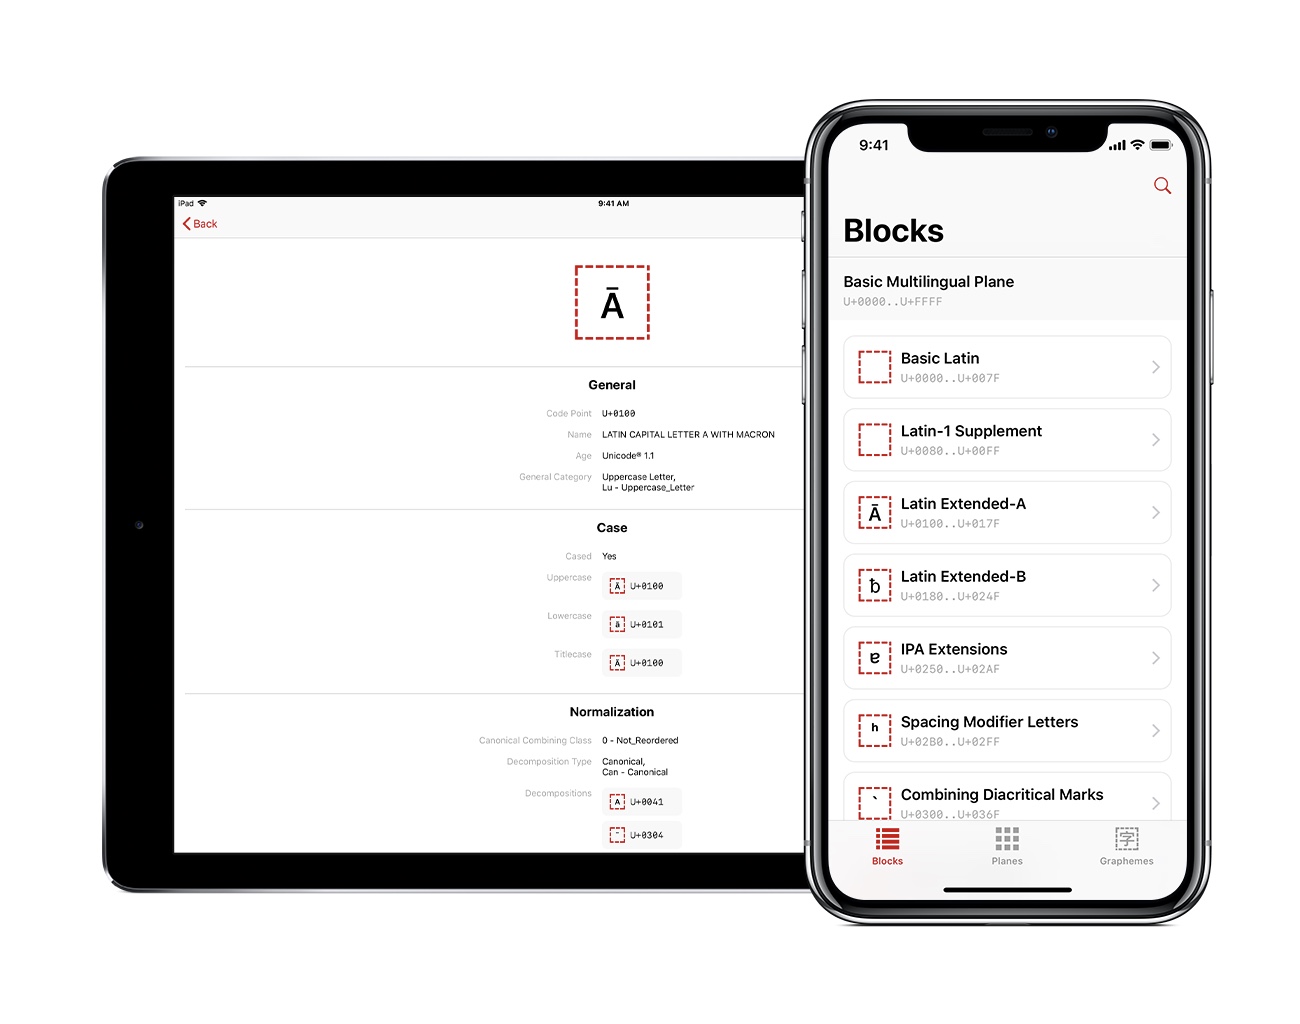 iPad
9:41 AM
Back
Ā
General
Code Point U+0100
Name LATIN CAPITAL LETTER A WITH MACRON
Age Unicode® 1.1
General Category Uppercase Letter,
Lu - Uppercase_Letter
Case
Cased Yes
Uppercase Ā U+0100
Lowercase ā U+0101
Titlecase Ā U+0100
Normalization
Canonical Combining Class 0 - Not_Reordered
Decomposition Type Canonical,
Can - Canonical
Decompositions A U+0041
̄ U+0304
9:41
Blocks
Basic Multilingual Plane
U+0000..U+FFFF
Basic Latin
U+0000..U+007F
Latin-1 Supplement
U+0080..U+00FF
Ā Latin Extended-A
U+0100..U+017F
ƀ Latin Extended-B
U+0180..U+024F
ɐ IPA Extensions
U+0250..U+02AF
ʰ Spacing Modifier Letters
U+02B0..U+02FF
̀ Combining Diacritical Marks
U+0300..U+036F
字
Blocks Planes Graphemes